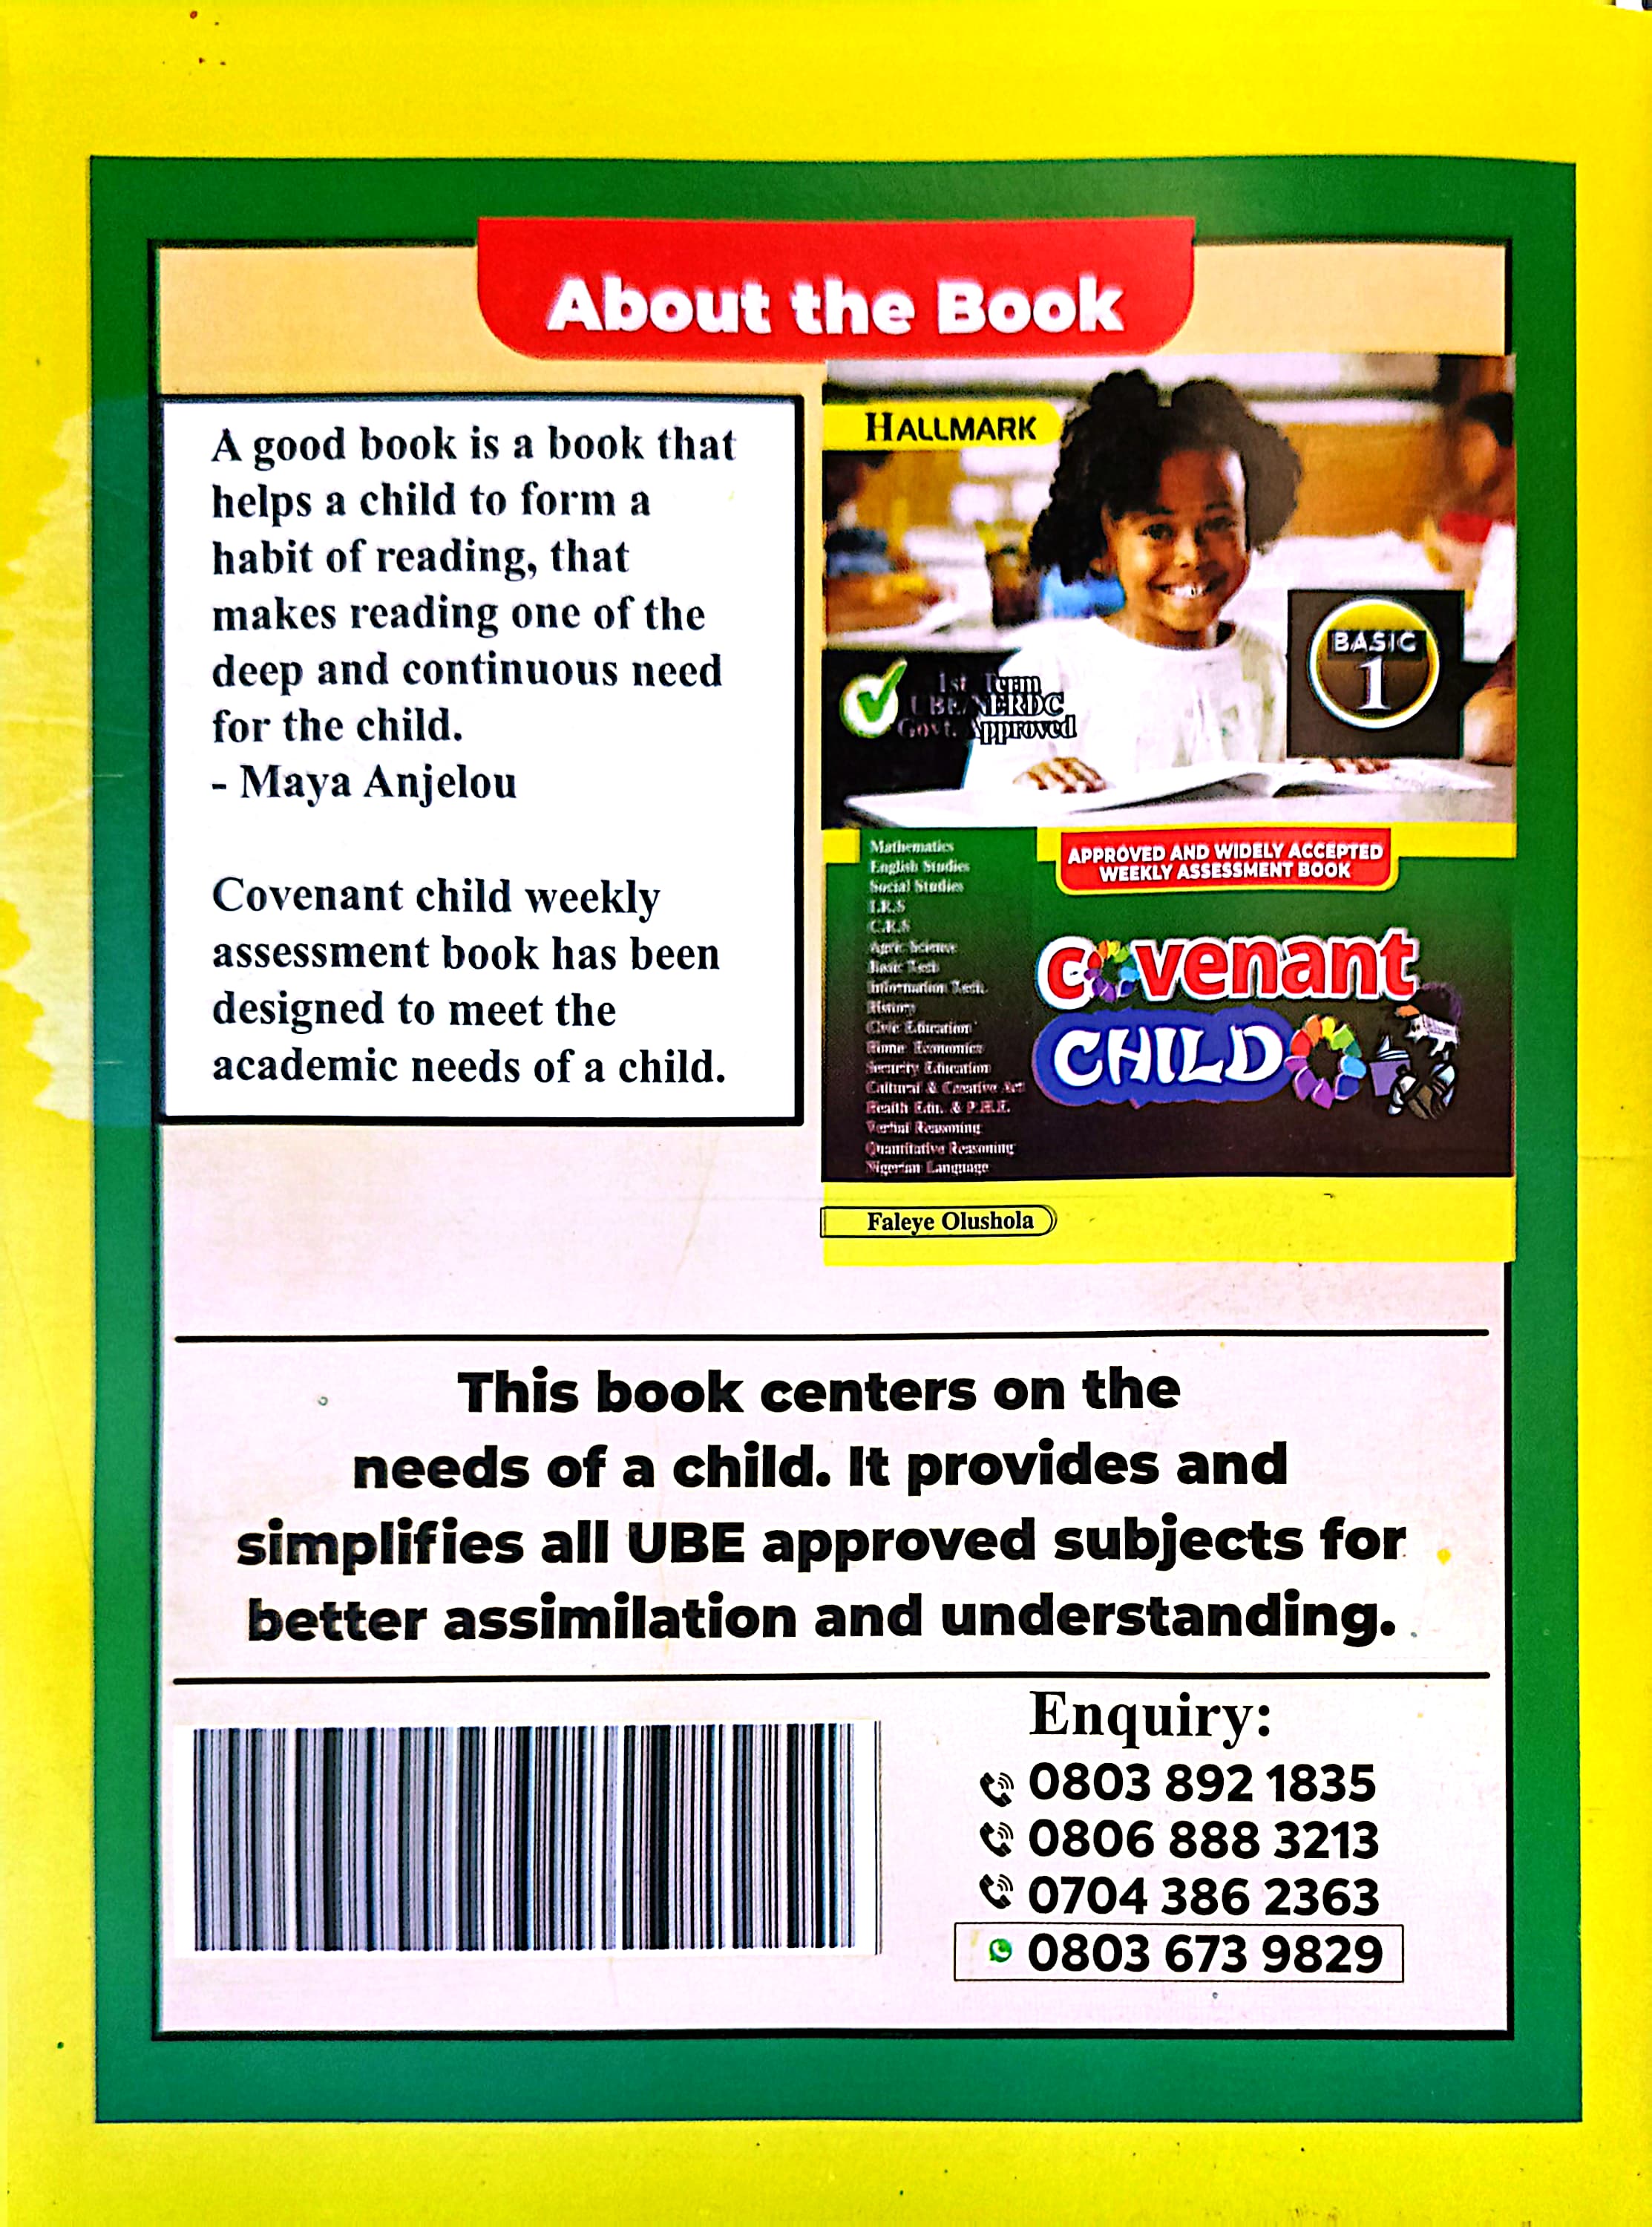 About the Book
A good book is a book that
helps a child to form a
habit of reading, that
makes reading one of the
deep and continuous need
for the child.
- Maya Anjelou
Covenant child weekly
assessment book has been
designed to meet the
academic needs of a child.
HALLMARK
BASIC
1
1st Term
UBE/NERDC
Govt. Approved
Mathematics
English Studies
Social Studies
I.R.S
C.R.S
Agric Science
Basic Tech
Information Tech.
History
Civic Education
Home Economics
Security Education
Cultural & Creative Art
Health Edu. & P.H.E.
Verbal Reasoning
Quantitative Reasoning
Nigerian Language
APPROVED AND WIDELY ACCEPTED
WEEKLY ASSESSMENT BOOK
covenant
CHILD
Faleye Olushola
This book centers on the
needs of a child. It provides and
simplifies all UBE approved subjects for
better assimilation and understanding.
Enquiry:
0803 892 1835
0806 888 3213
0704 386 2363
0803 673 9829